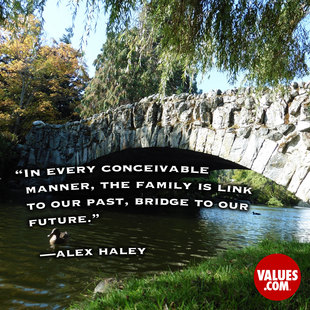 “IN EVERY CONCEIVABLE
MANNER, THE FAMILY IS LINK
TO OUR PAST, BRIDGE TO OUR
FUTURE.”
—ALEX HALEY
VALUES
.COM